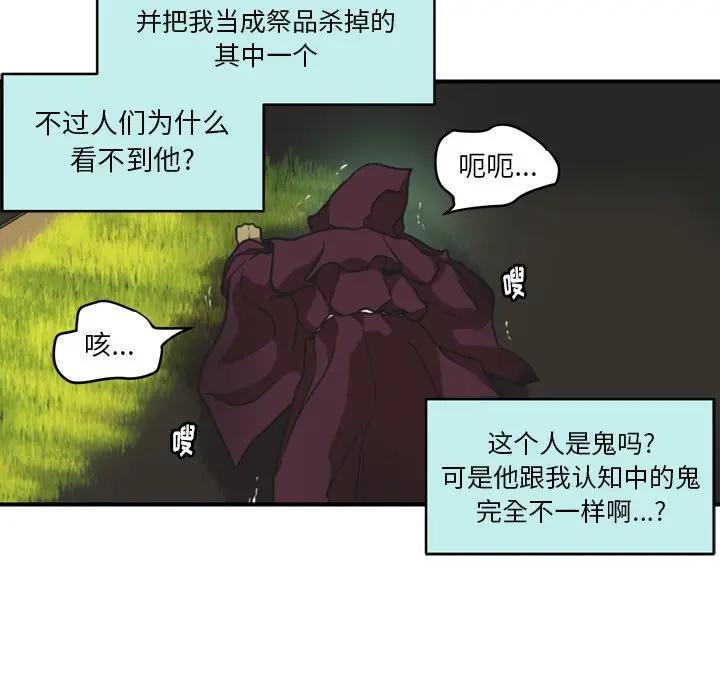 并把我当成祭品杀掉的
其中一个
不过人们为什么
看不到他?
呃呃...
嗖
咳...
嗖
这个人是鬼吗?
可是他跟我认知中的鬼
完全不一样啊...?